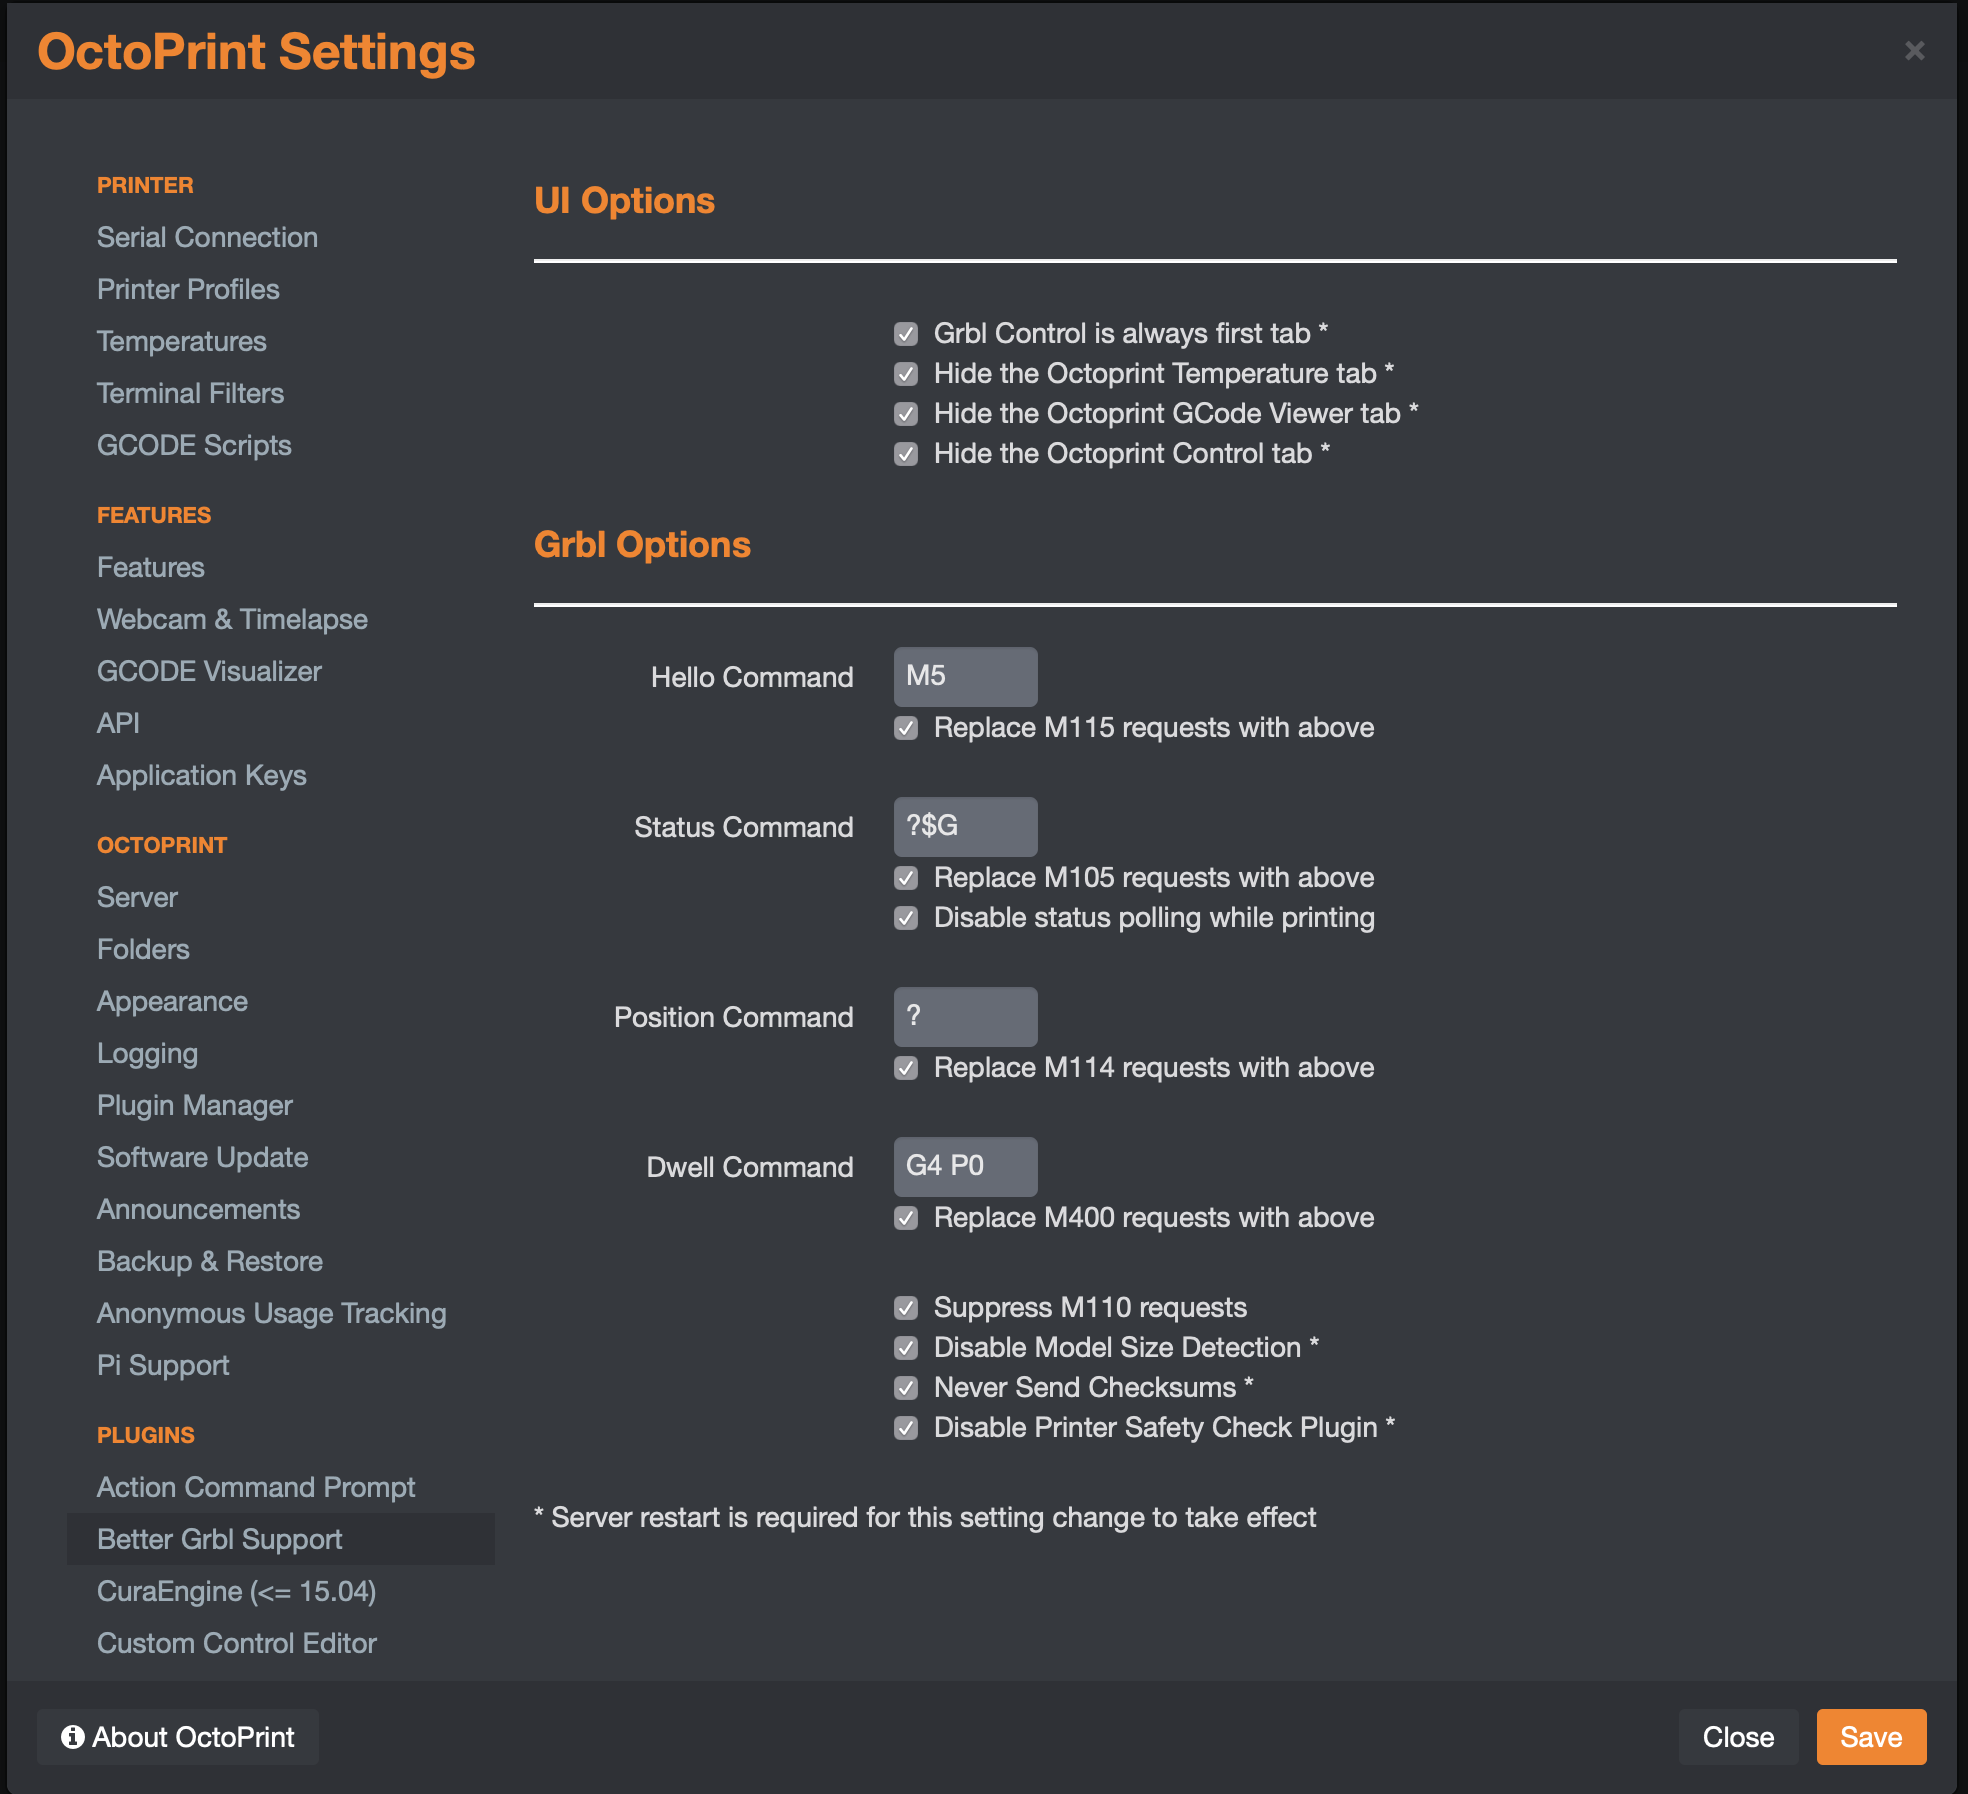 OctoPrint Settings
×
PRINTER
Serial Connection
Printer Profiles
Temperatures
Terminal Filters
GCODE Scripts
FEATURES
Features
Webcam & Timelapse
GCODE Visualizer
API
Application Keys
OCTOPRINT
Server
Folders
Appearance
Logging
Plugin Manager
Software Update
Announcements
Backup & Restore
Anonymous Usage Tracking
Pi Support
PLUGINS
Action Command Prompt
Better Grbl Support
CuraEngine (<= 15.04)
Custom Control Editor
UI Options
Grbl Control is always first tab *
Hide the Octoprint Temperature tab *
Hide the Octoprint GCode Viewer tab *
Hide the Octoprint Control tab *
Grbl Options
Hello Command M5
Replace M115 requests with above
Status Command ?$G
Replace M105 requests with above
Disable status polling while printing
Position Command ?
Replace M114 requests with above
Dwell Command G4 P0
Replace M400 requests with above
Suppress M110 requests
Disable Model Size Detection *
Never Send Checksums *
Disable Printer Safety Check Plugin *
* Server restart is required for this setting change to take effect
About OctoPrint
Close
Save